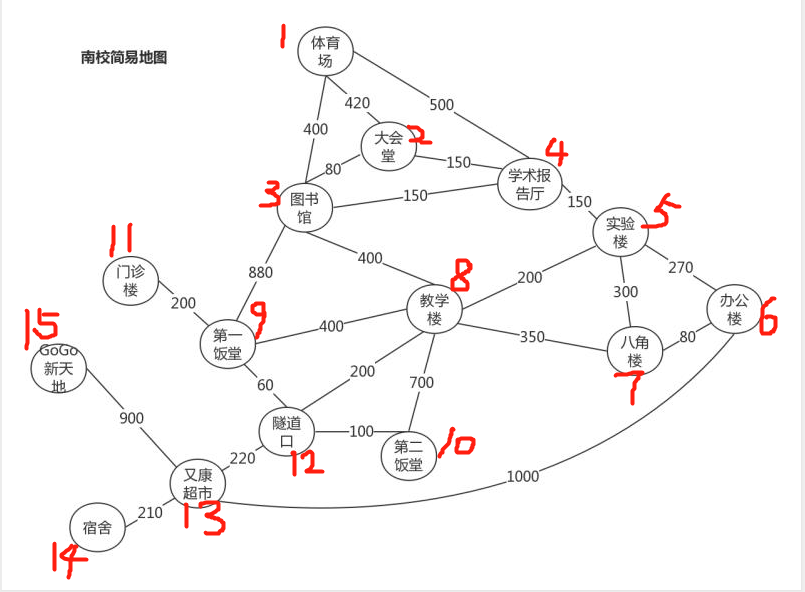 1
体育
场
南校简易地图
420
500
400
大会
堂
2
4
80
150
学术报
告厅
3
图书
馆
150
150
5
实验
楼
11
400
270
门诊
楼
880
8
200
教学
楼
300
办公
楼
6
200
9
400
第一
饭堂
350
八角
楼
80
7
15
GoGo
新天
地
60
200
700
900
隧道
口
12
100
第二
饭堂
10
220
又康
超市
13
1000
210
宿舍
14